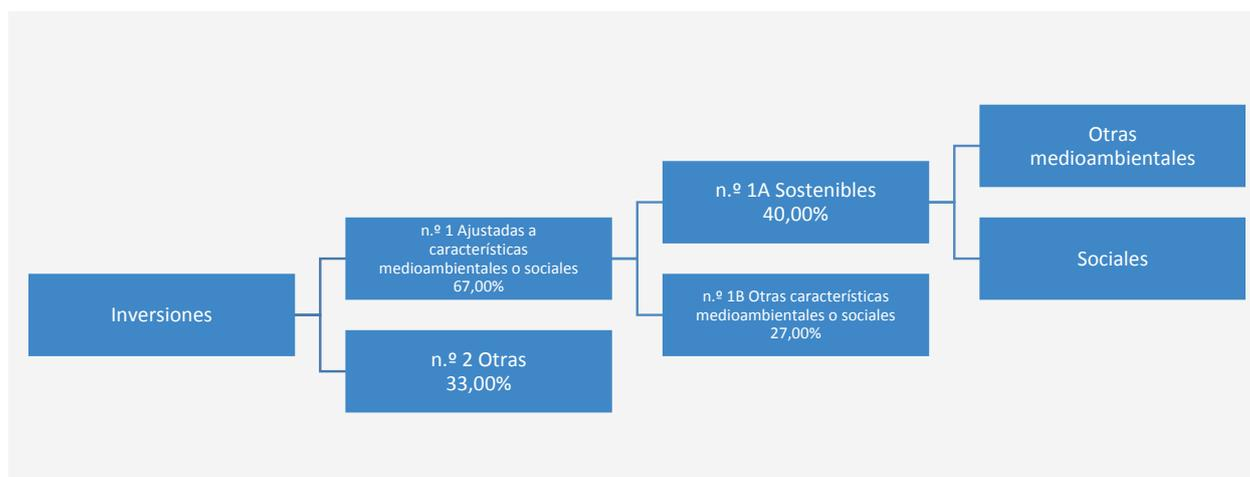 Inversiones
n.º 1 Ajustadas a
características
medioambientales o sociales
67,00%
n.º 2 Otras
33,00%
n.º 1A Sostenibles
40,00%
n.º 1B Otras características
medioambientales o sociales
27,00%
Otras
medioambientales
Sociales